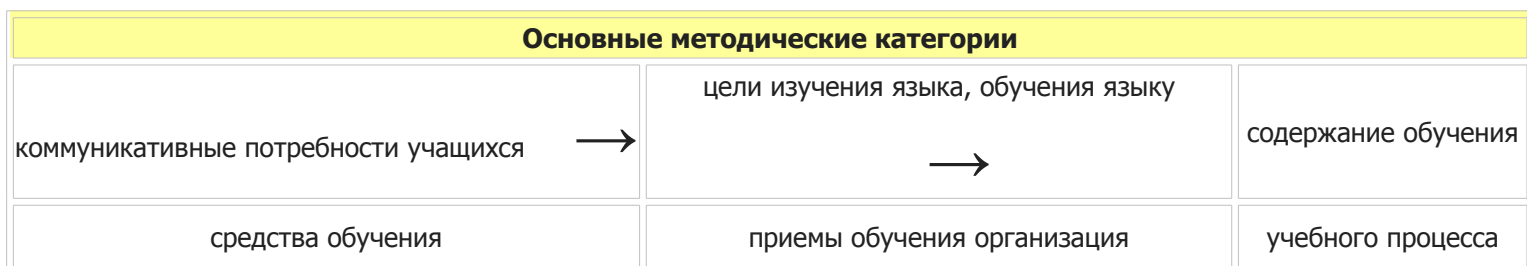 Основные методические категории
коммуникативные потребности учащихся →
цели изучения языка, обучения языку
→
содержание обучения
средства обучения
приемы обучения организация
учебного процесса